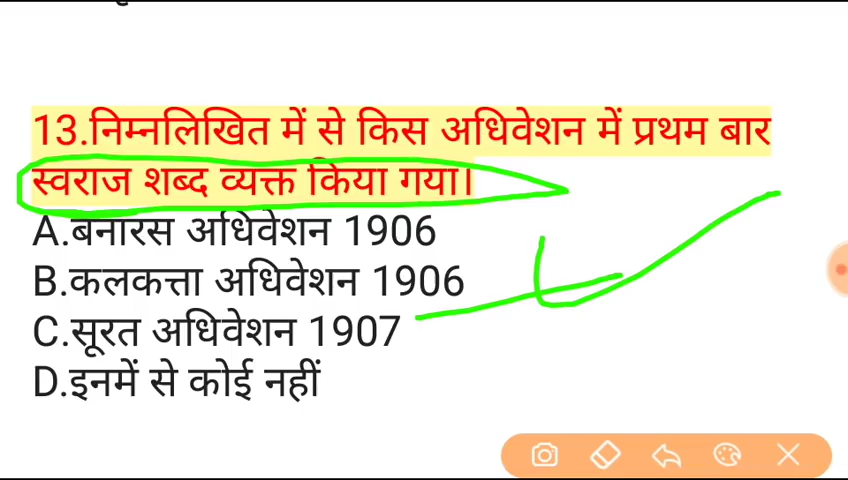 13.निम्नलिखित में से किस अधिवेशन में प्रथम बार
स्वराज शब्द व्यक्त किया गया।
A.बनारस अधिवेशन 1906
B.कलकत्ता अधिवेशन 1906
C.सूरत अधिवेशन 1907
D.इनमें से कोई नहीं